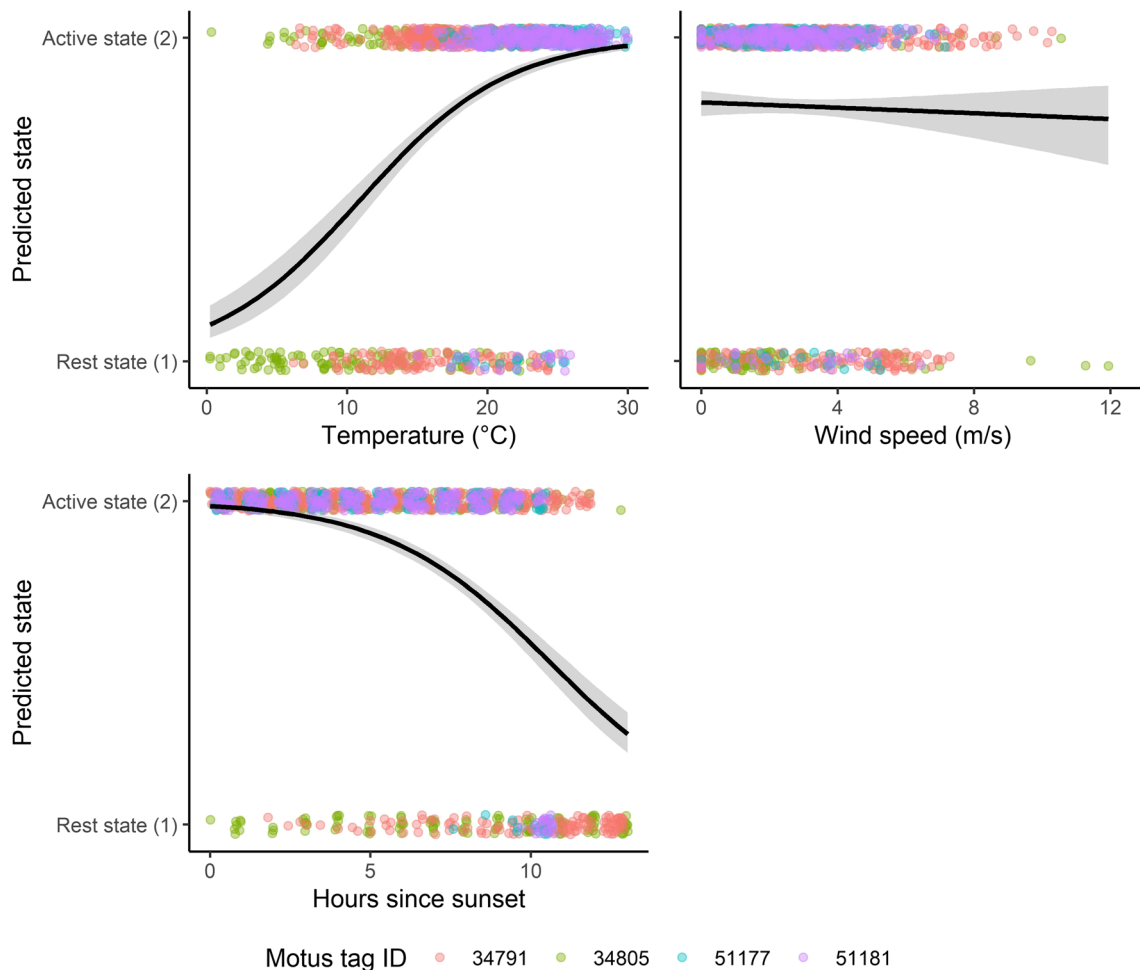 Active state (2)
Rest state (1)
Predicted state
0 10 20 30
Temperature (°C)
0 4 8 12
Wind speed (m/s)
Active state (2)
Rest state (1)
Predicted state
0 5 10
Hours since sunset
Motus tag ID 34791 34805 51177 51181